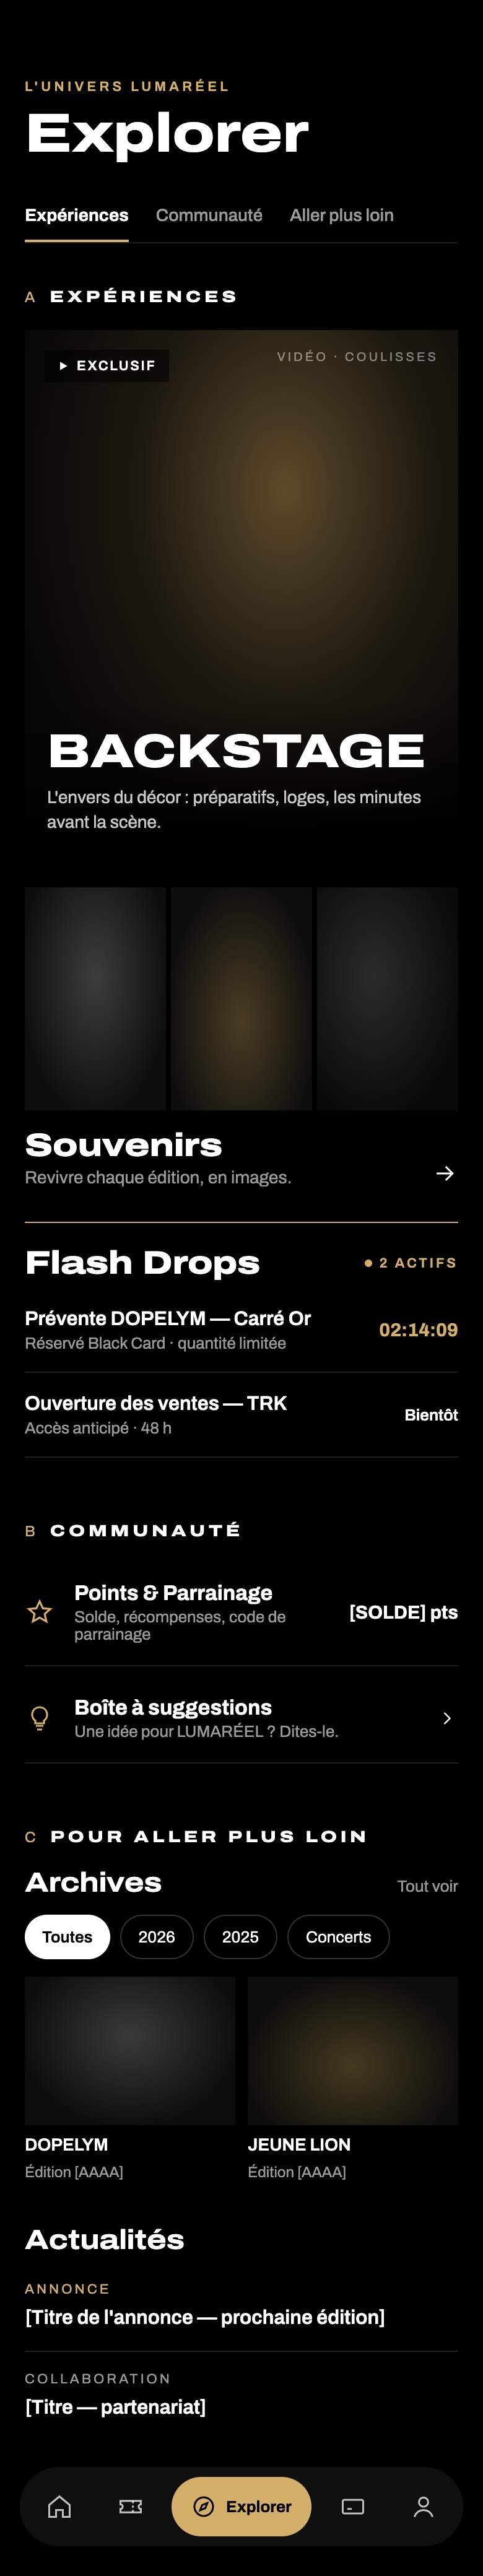 L'UNIVERS LUMARÉEL
Explorer
Expériences Communauté Aller plus loin
A EXPÉRIENCES
EXCLUSIF VIDÉO · COULISSES
BACKSTAGE
L'envers du décor : préparatifs, loges, les minutes
avant la scène.
Souvenirs
Revivre chaque édition, en images.
Flash Drops 2 ACTIFS
Prévente DOPELYM — Carré Or 02:14:09
Réservé Black Card · quantité limitée
Ouverture des ventes — TRK Bientôt
Accès anticipé · 48 h
B COMMUNAUTÉ
Points & Parrainage [SOLDE] pts
Solde, récompenses, code de
parrainage
Boîte à suggestions
Une idée pour LUMARÉEL ? Dites-le.
C POUR ALLER PLUS LOIN
Archives Tout voir
Toutes 2026 2025 Concerts
DOPELYM JEUNE LION
Édition [AAAA] Édition [AAAA]
Actualités
ANNONCE
[Titre de l'annonce — prochaine édition]
COLLABORATION
[Titre — partenariat]
Explorer